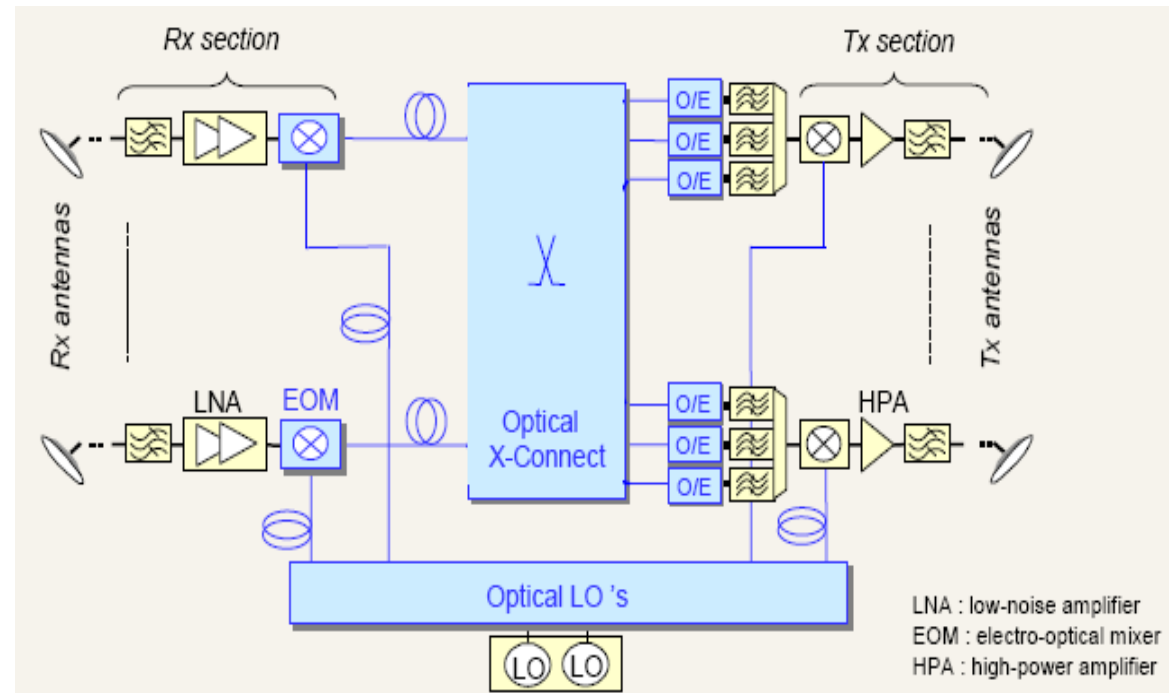 Rx section
Tx section
O/E
O/E
O/E
Rx antennas
Tx antennas
LNA
EOM
O/E
HPA
Optical
X-Connect
O/E
O/E
Optical LO 's
LNA : low-noise amplifier
EOM : electro-optical mixer
HPA : high-power amplifier
LO LO